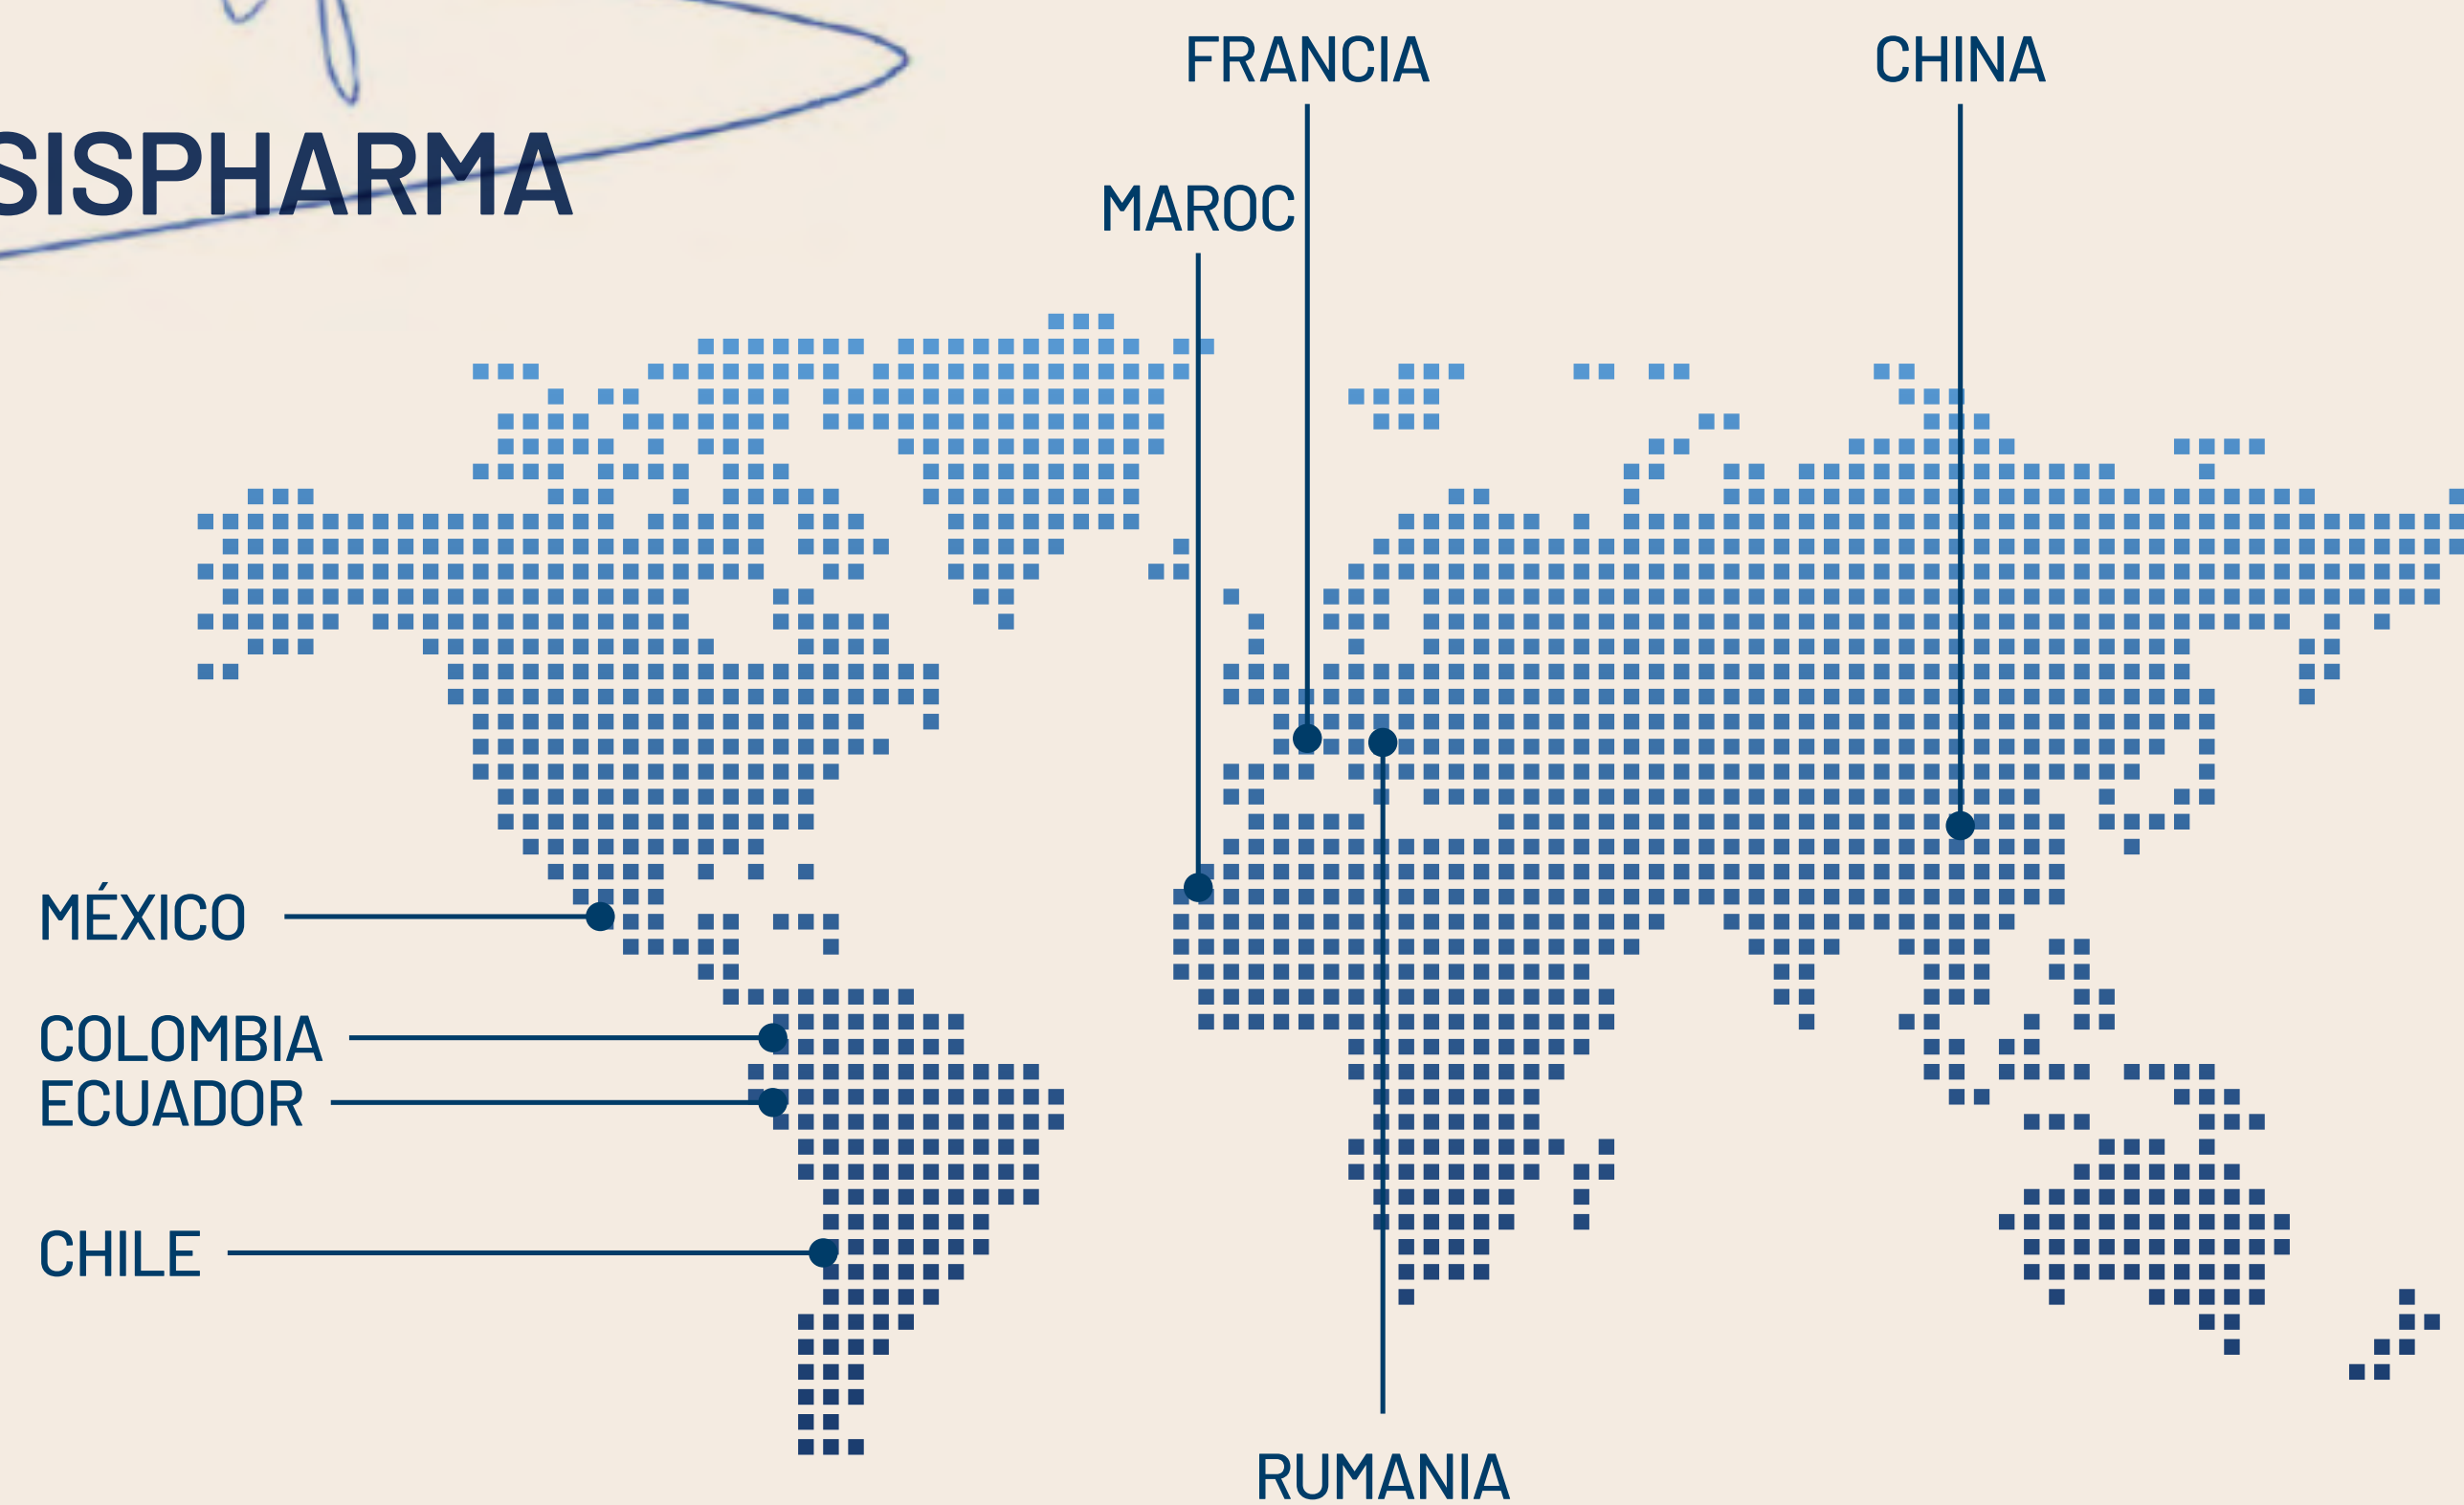 FRANCIA
CHINA
SISPHARMA
MAROC
MÉXICO
COLOMBIA
ECUADOR
CHILE
RUMANIA